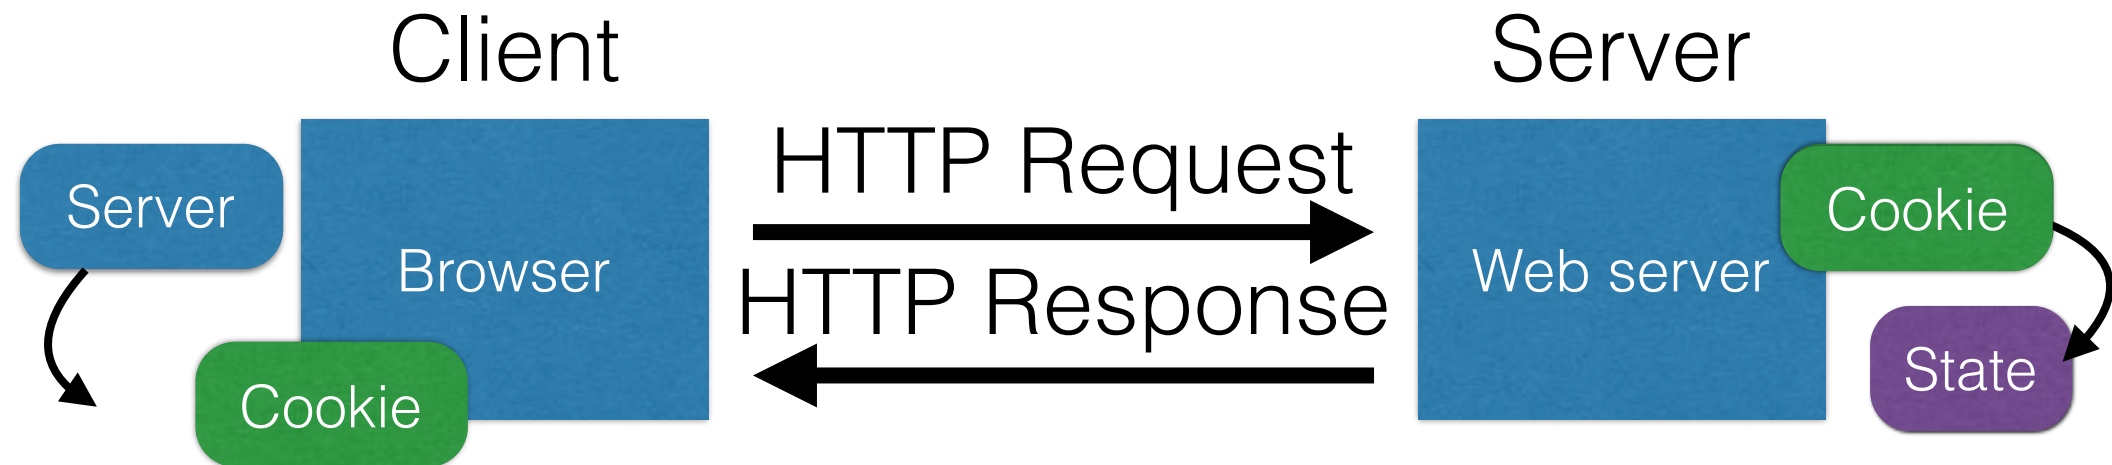 Client
Server
HTTP Request
Server
Cookie
Browser
HTTP Response
Web server
State
Cookie